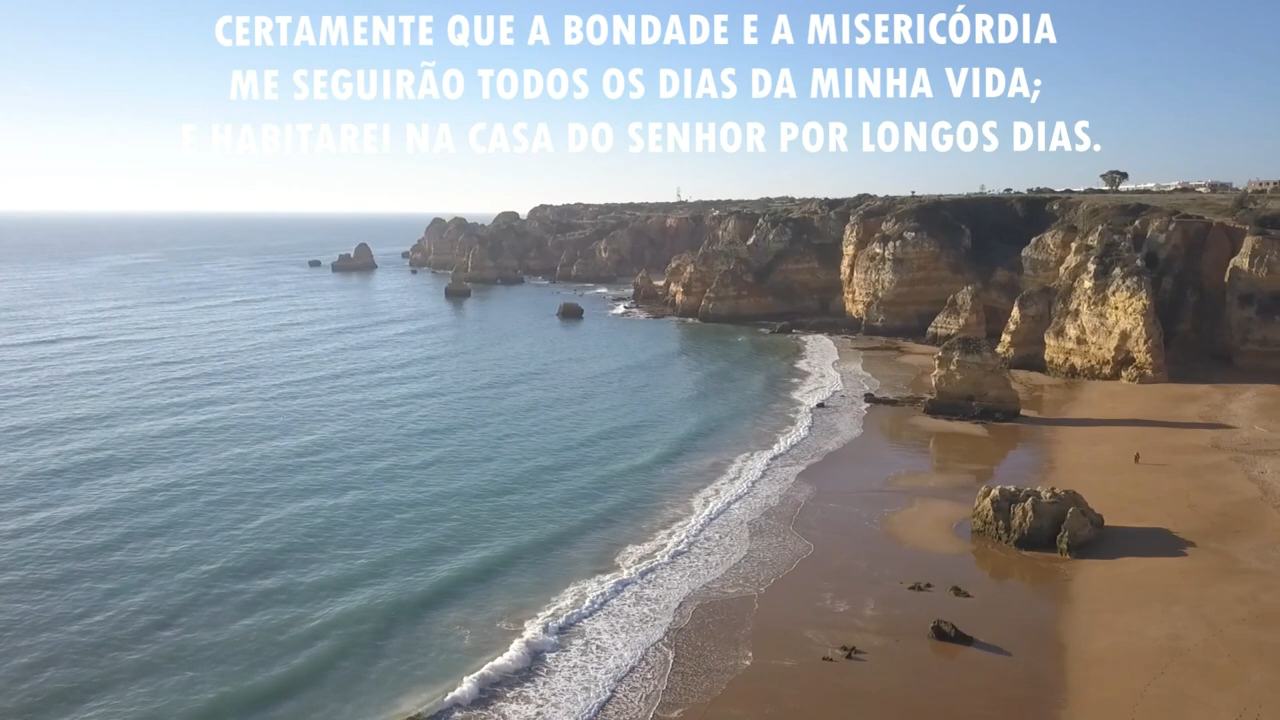 CERTAMENTE QUE A BONDADE E A MISERICÓRDIA
ME SEGUIRÃO TODOS OS DIAS DA MINHA VIDA;
E HABITAREI NA CASA DO SENHOR POR LONGOS DIAS.